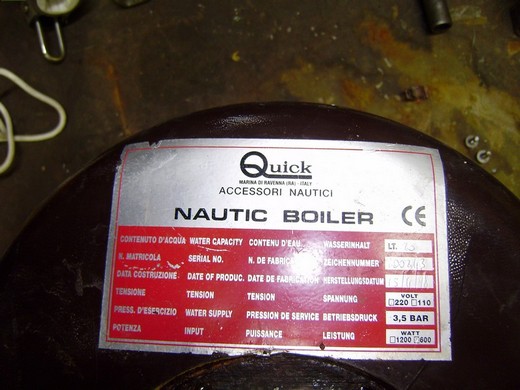 Quick
MARINA DI RAVENNA (RA) - ITALY
ACCESSORI NAUTICI
NAUTIC BOILER CE
CONTENUTO D'ACQUA WATER CAPACITY CONTENU D'EAU WASSERINHALT LT.
N. MATRICOLA SERIAL NO. N. DE FABRIC. ZEICHENNUMMER
DATA COSTRUZIONE DATE OF PRODUC. DATE DE FABRICAT. HERSTELLUNGSDATUM
TENSIONE TENSION TENSION SPANNUNG VOLT
220 110
PRESS. D'ESERCIZIO WATER SUPPLY PRESSION DE SERVICE BETRIEBSDRUCK 3,5 BAR
POTENZA INPUT PUISSANCE LEISTUNG WATT
1200 600